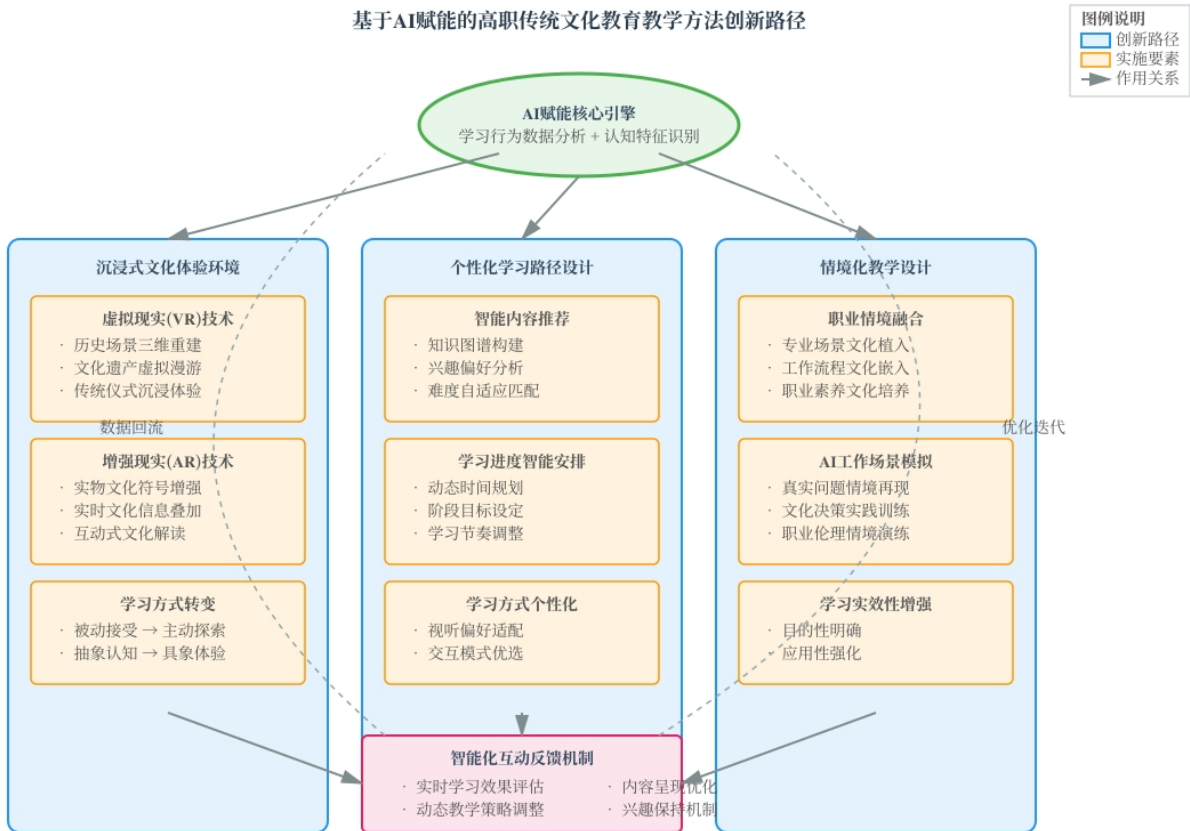 基于AI赋能的高职传统文化教育教学方法创新路径
图例说明
创新路径
实施要素
作用关系
AI赋能核心引擎
学习行为数据分析 + 认知特征识别
沉浸式文化体验环境
虚拟现实(VR)技术
· 历史场景三维重建
· 文化遗产虚拟漫游
· 传统仪式沉浸体验
数据回流
增强现实(AR)技术
· 实物文化符号增强
· 实时文化信息叠加
· 互动式文化解读
学习方式转变
· 被动接受 → 主动探索
· 抽象认知 → 具象体验
个性化学习路径设计
智能内容推荐
· 知识图谱构建
· 兴趣偏好分析
· 难度自适应匹配
学习进度智能安排
· 动态时间规划
· 阶段目标设定
· 学习节奏调整
学习方式个性化
· 视听偏好适配
· 交互模式优选
情境化教学设计
职业情境融合
· 专业场景文化植入
· 工作流程文化嵌入
· 职业素养文化培养
优化迭代
AI工作场景模拟
· 真实问题情境再现
· 文化决策实践训练
· 职业伦理情境演练
学习实效性增强
· 目的性明确
· 应用性强化
智能化互动反馈机制
· 实时学习效果评估
· 动态教学策略调整
· 内容呈现优化
· 兴趣保持机制